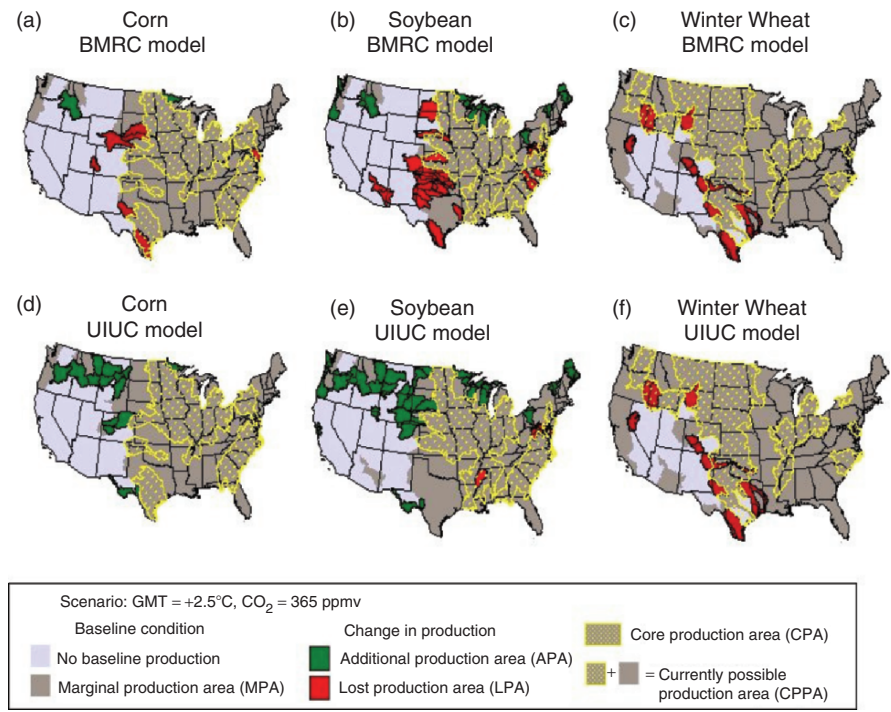 (a) Corn
BMRC model
(b) Soybean
BMRC model
(c) Winter Wheat
BMRC model
(d) Corn
UIUC model
(e) Soybean
UIUC model
(f) Winter Wheat
UIUC model
Scenario: GMT = +2.5°C, CO2 = 365 ppmv
Baseline condition
No baseline production
Marginal production area (MPA)
Change in production
Additional production area (APA)
Lost production area (LPA)
Core production area (CPA)
+ = Currently possible
production area (CPPA)